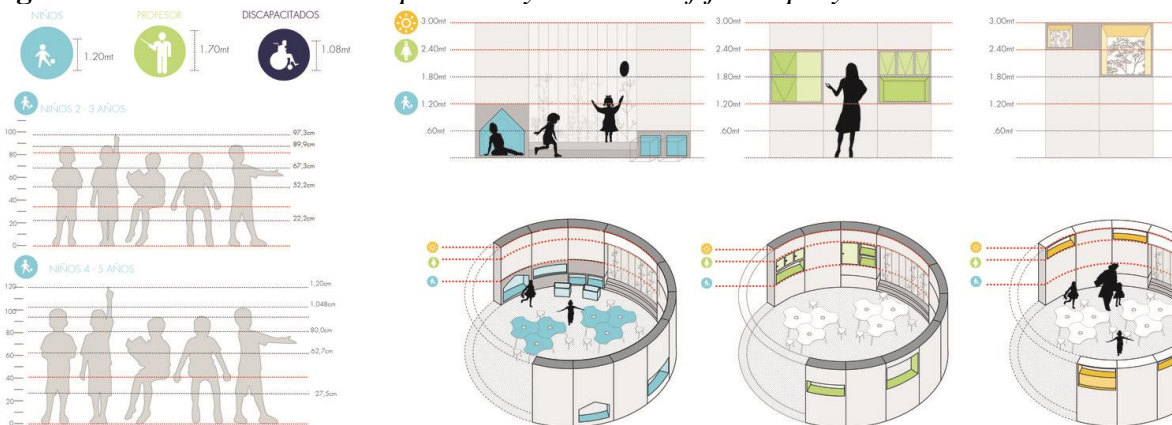 NIÑOS
PROFESOR
DISCAPACITADOS
1.20mt
1.70mt
1.08mt
NIÑOS 2 - 3 AÑOS
100
80
60
40
20
0
97,3cm
89,9cm
67,3cm
52,2cm
22,2cm
NIÑOS 4 - 5 AÑOS
120
100
80
60
40
20
0
1,20cm
1,048cm
80,0cm
62,7cm
27,5cm
3.00mt
2.40mt
1.80mt
1.20mt
.60mt
3.00mt
2.40mt
1.80mt
1.20mt
.60mt
3.00mt
2.40mt
1.80mt
1.20mt
.60mt